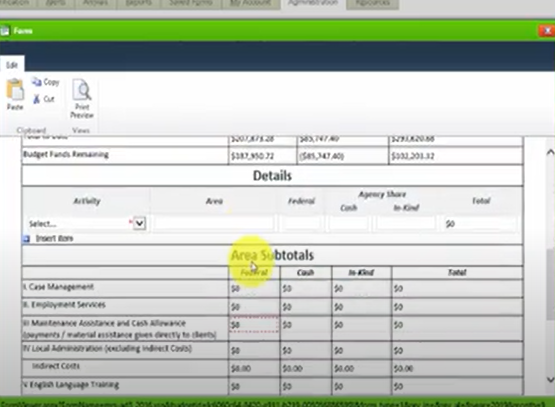 Alerts Analysis Reports Saved Forms My Account Administration Resources
Form
Edit
Paste
Copy
Cut
Print Preview
Clipboard Views
$207,873.28 $85,747.40 $293,620.68
Budget Funds Remaining $187,950.72 ($85,747.40) $102,203.32
Details
Activity Area Federal Agency Share Total
Cash In-Kind
Select... * $0
Insert item
Area Subtotals
Federal Cash In-Kind Total
I. Case Management $0 $0 $0 $0
II. Employment Services $0 $0 $0 $0
III Maintenance Assistance and Cash Allowance
(payments / material assistance given directly to clients) $0 $0 $0 $0
IV Local Administration (excluding Indirect Costs) $0 $0 $0 $0
Indirect Costs $0.00 $0.00 $0.00 $0.00
V English Language Training $0 $0 $0 $0